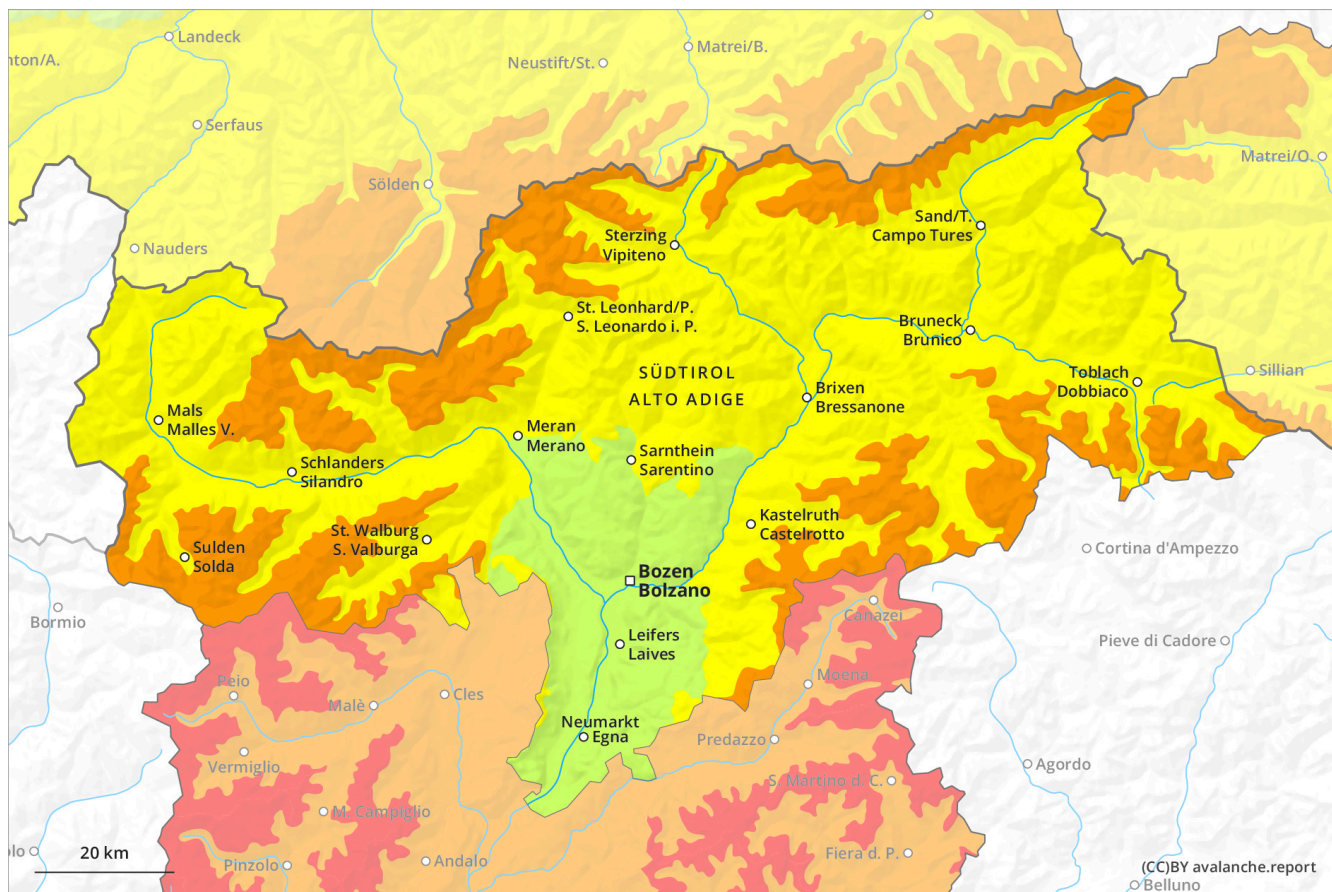 Landeck
Matrei/B.
nton/A.
Neustift/St.
Serfaus
Matrei/O.
Sölden
Sand/T.
Campo Tures
Sterzing
Vipiteno
Nauders
St. Leonhard/P.
S. Leonardo i. P.
Bruneck
Brunico
SÜDTIROL
ALTO ADIGE
Toblach
Dobbiaco
Sillian
Brixen
Bressanone
Mals
Malles V.
Meran
Merano
Sarnthein
Sarentino
Schlanders
Silandro
Kastelruth
Castelrotto
St. Walburg
S. Valburga
Sulden
Solda
Cortina d'Ampezzo
Bozen
Bolzano
Bormio
Canazei
Leifers
Laives
Pieve di Cadore
Peio
Moena
Cles
Malè
Neumarkt
Egna
Predazzo
Vermiglio
Agordo
S. Martino d. C.
M. Campiglio
olo
20 km
Pinzolo
Andalo
Fiera d. P.
(CC)BY avalanche.report
Belluno